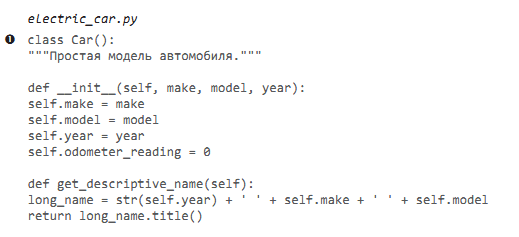 electric_car.py
❶ class Car():
"""Простая модель автомобиля."""
def __init__(self, make, model, year):
self.make = make
self.model = model
self.year = year
self.odometer_reading = 0
def get_descriptive_name(self):
long_name = str(self.year) + ' ' + self.make + ' ' + self.model
return long_name.title()